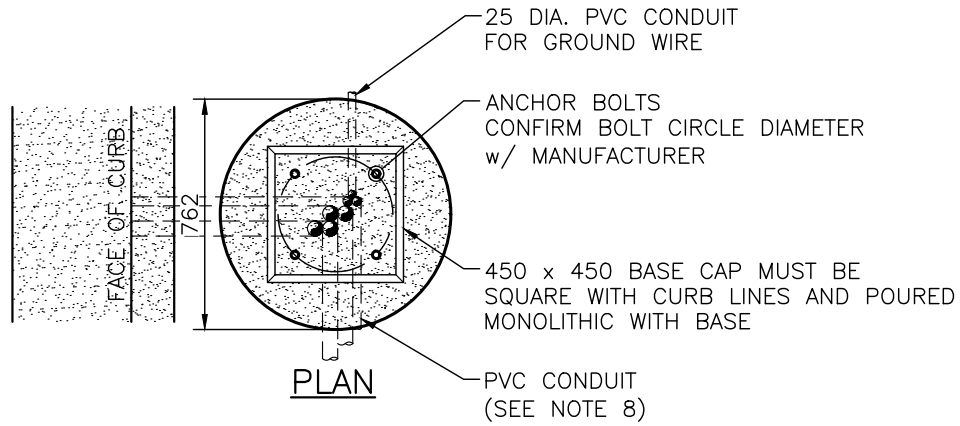 25 DIA. PVC CONDUIT
FOR GROUND WIRE
ANCHOR BOLTS
CONFIRM BOLT CIRCLE DIAMETER
w/ MANUFACTURER
FACE OF CURB
762
450 x 450 BASE CAP MUST BE
SQUARE WITH CURB LINES AND POURED
MONOLITHIC WITH BASE
PLAN
PVC CONDUIT
(SEE NOTE 8)